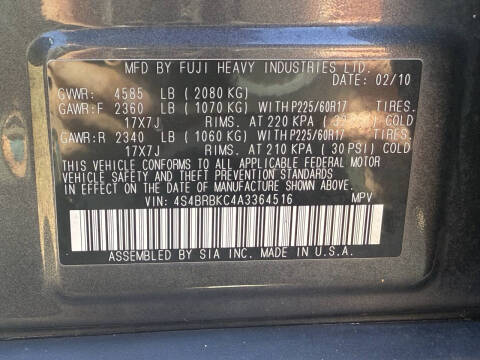 MFD BY FUJI HEAVY INDUSTRIES LTD.
DATE: 02/10
GVWR: 4585 LB ( 2080 KG)
GAWR:F 2360 LB ( 1070 KG) WITH P225/60R17 TIRES,
17X7J RIMS, AT 220 KPA ( PSI) COLD
GAWR:R 2340 LB ( 1060 KG) WITH P225/60R17 TIRES,
17X7J RIMS, AT 210 KPA ( 30 PSI) COLD
THIS VEHICLE CONFORMS TO ALL APPLICABLE FEDERAL MOTOR
VEHICLE SAFETY AND THEFT PREVENTION STANDARDS
IN EFFECT ON THE DATE OF MANUFACTURE SHOWN ABOVE.
VIN: 4S4BRBKC4A3364516 MPV
ASSEMBLED BY SIA INC. MADE IN U.S.A.